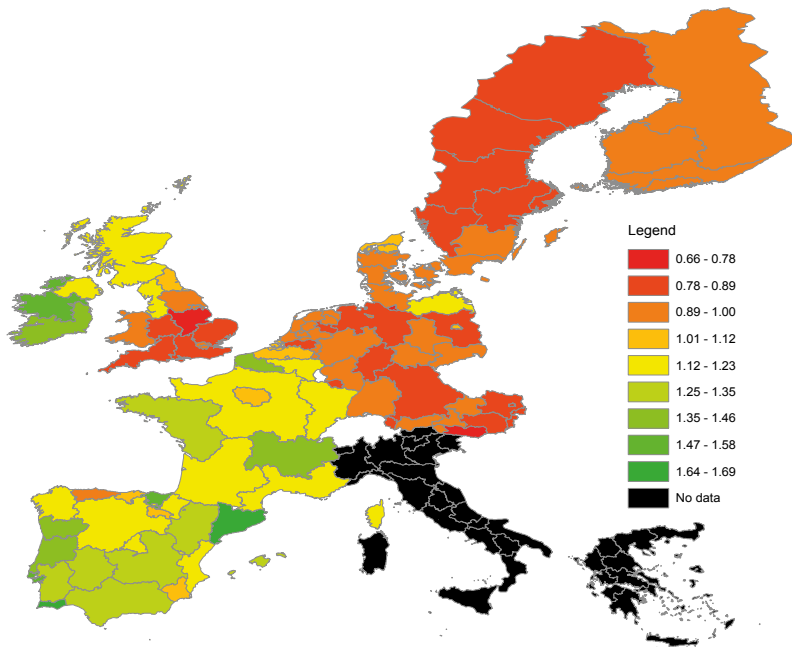 Legend
0.66 - 0.78
0.78 - 0.89
0.89 - 1.00
1.01 - 1.12
1.12 - 1.23
1.25 - 1.35
1.35 - 1.46
1.47 - 1.58
1.64 - 1.69
No data